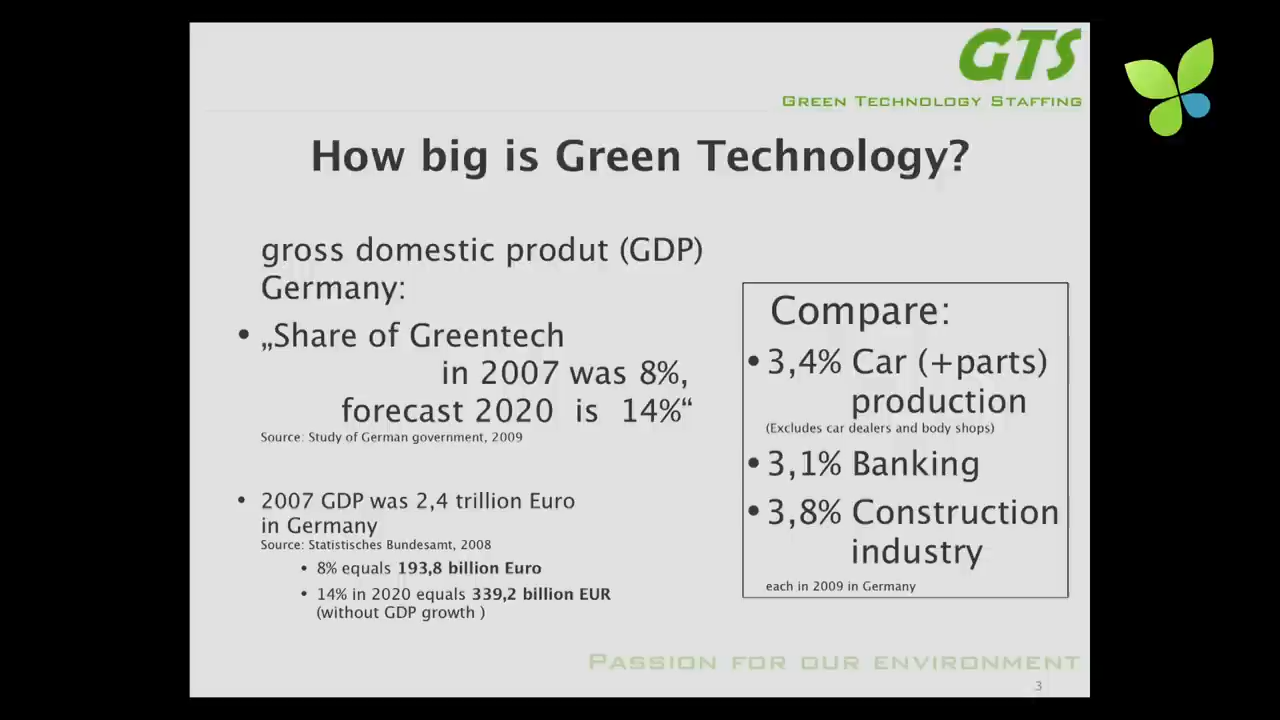 GTS
Green Technology Staffing
How big is Green Technology?
gross domestic produt (GDP)
Germany:
• „Share of Greentech
in 2007 was 8%,
forecast 2020 is 14%“
Source: Study of German government, 2009
• 2007 GDP was 2,4 trillion Euro
in Germany
Source: Statistisches Bundesamt, 2008
• 8% equals 193,8 billion Euro
• 14% in 2020 equals 339,2 billion EUR
(without GDP growth )
Compare:
• 3,4% Car (+parts)
production
(Excludes car dealers and body shops)
• 3,1% Banking
• 3,8% Construction
industry
each in 2009 in Germany
Passion for our environment
3